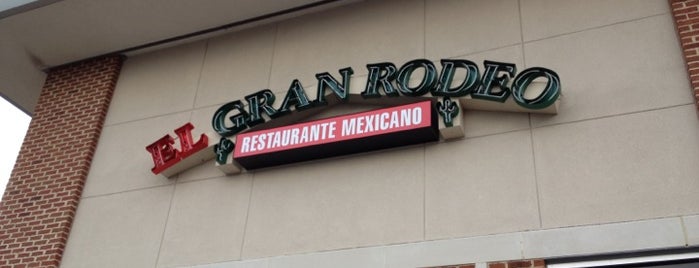 EL GRAN RODEO
RESTAURANTE MEXICANO